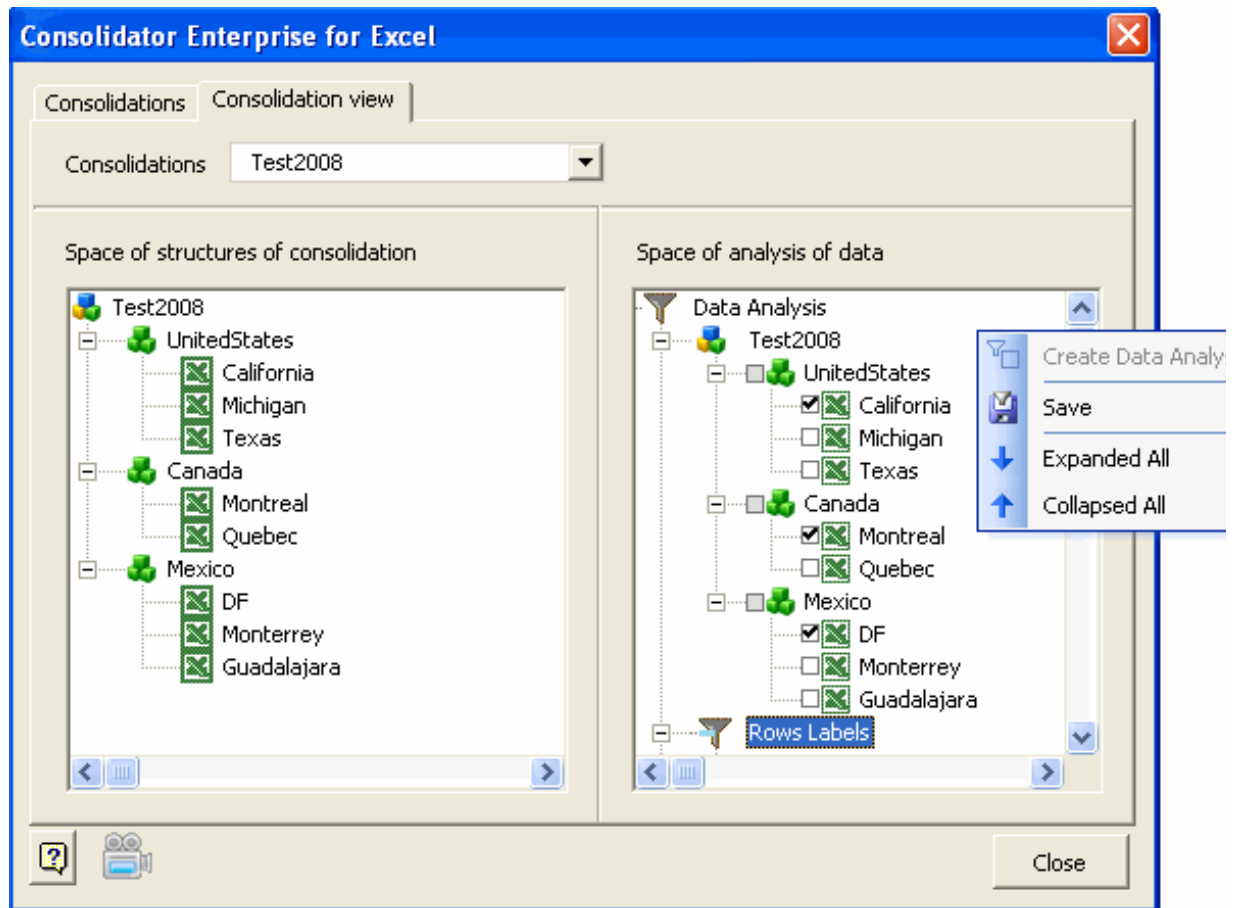 Consolidator Enterprise for Excel
Consolidations
Consolidation view
Consolidations
Test2008
Space of structures of consolidation
Test2008
UnitedStates
California
Michigan
Texas
Canada
Montreal
Quebec
Mexico
DF
Monterrey
Guadalajara
Space of analysis of data
Data Analysis
Test2008
UnitedStates
California
Michigan
Texas
Canada
Montreal
Quebec
Mexico
DF
Monterrey
Guadalajara
Rows Labels
Create Data
Save
Expanded All
Collapsed All
Close